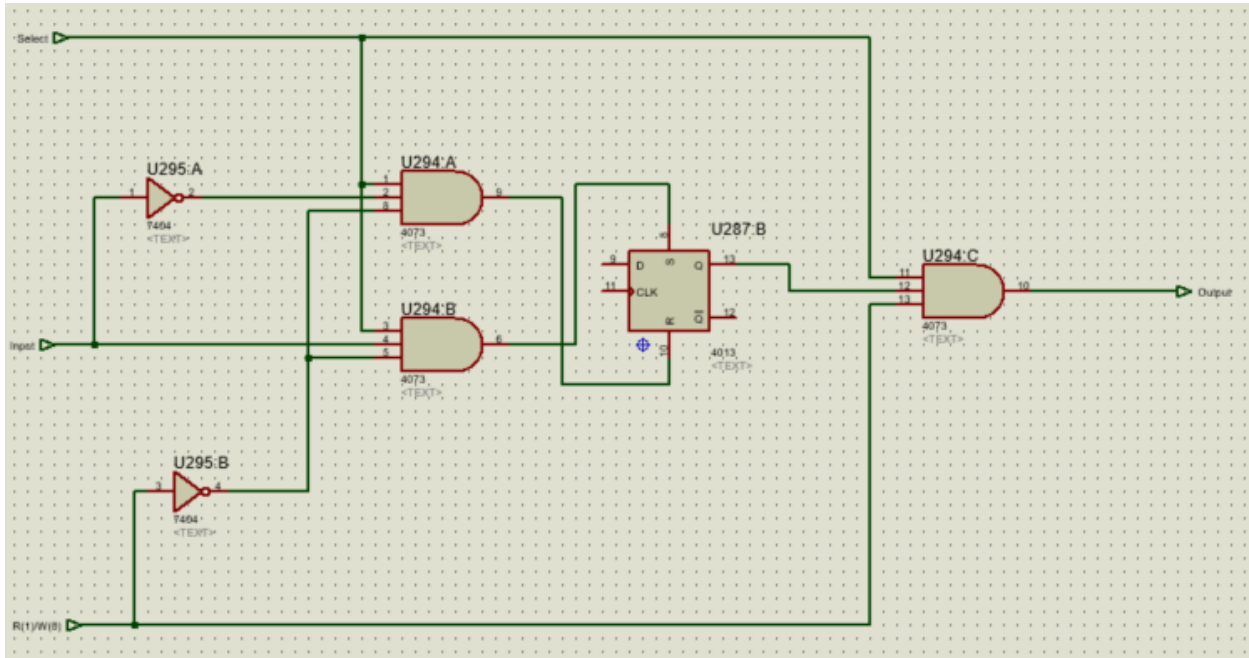 Select
U295:A
1
2
7404
<TEXT>
U294:A
1
2
8
9
4073
<TEXT>
U294:B
3
4
5
6
4073
<TEXT>
Input
U295:B
3
4
7404
<TEXT>
R(1)/W(0)
U287:B
8
9
D
S
Q
13
11
CLK
R
Q
12
10
4013
<TEXT>
U294:C
11
12
13
10
4073
<TEXT>
Output